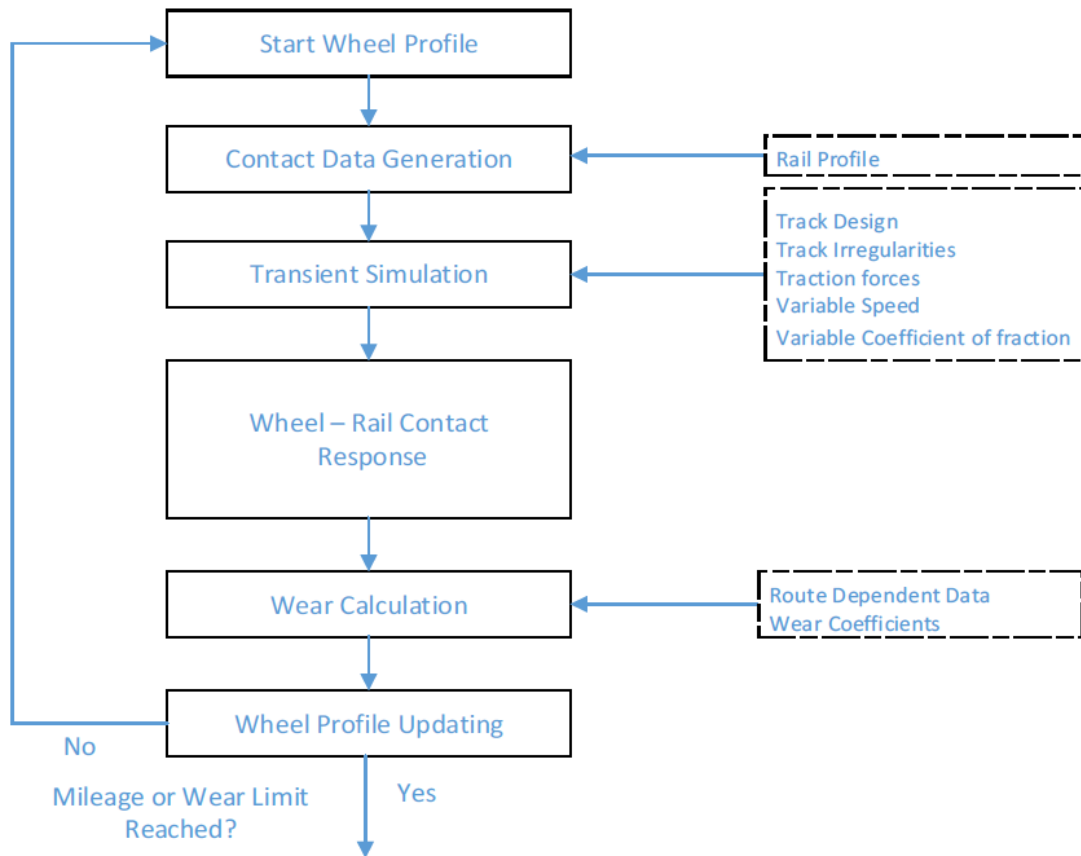 Start Wheel Profile
Contact Data Generation
Rail Profile
Track Design
Track Irregularities
Transient Simulation
Traction forces
Variable Speed
Variable Coefficient of fraction
Wheel – Rail Contact
Response
Wear Calculation
Route Dependent Data
Wear Coefficients
Wheel Profile Updating
No
Mileage or Wear Limit
Reached?
Yes